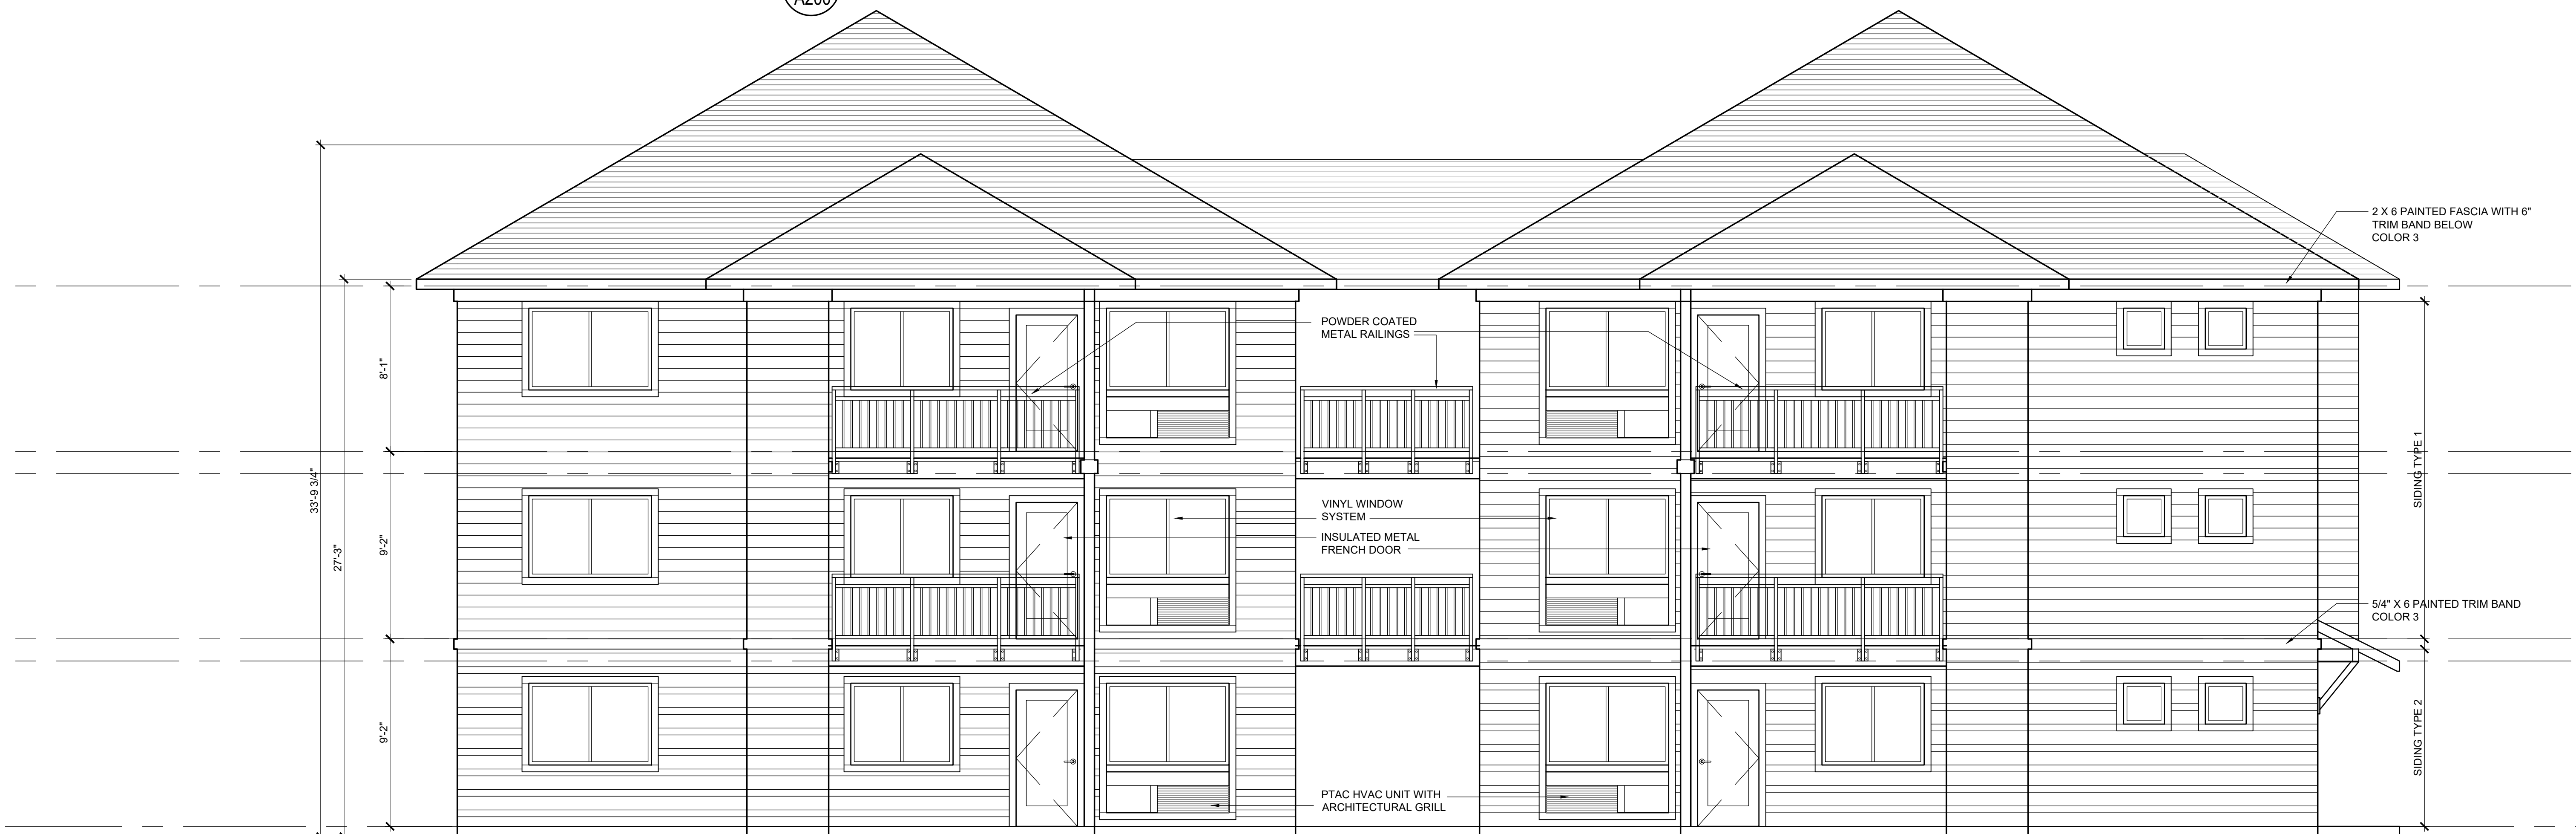 A200
2 X 6 PAINTED FASCIA WITH 6"
TRIM BAND BELOW
COLOR 3
POWDER COATED
METAL RAILINGS
8'-1"
33'-9 3/4"
27'-3"
9'-2"
VINYL WINDOW
SYSTEM
INSULATED METAL
FRENCH DOOR
SIDING TYPE 1
5/4" X 6 PAINTED TRIM BAND
COLOR 3
9'-2"
SIDING TYPE 2
PTAC HVAC UNIT WITH
ARCHITECTURAL GRILL